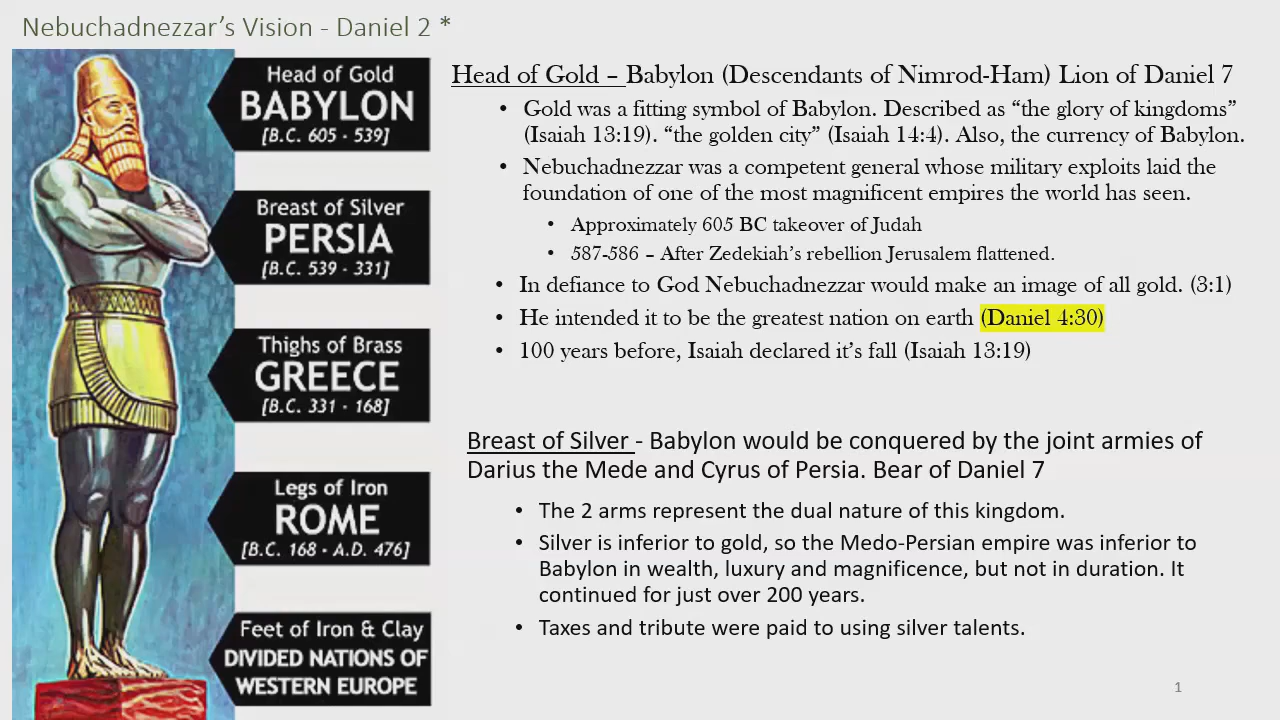 Nebuchadnezzar’s Vision - Daniel 2 *
Head of Gold
BABYLON
[B.C. 605 - 539]
Breast of Silver
PERSIA
[B.C. 539 - 331]
Thighs of Brass
GREECE
[B.C. 331 - 168]
Legs of Iron
ROME
[B.C. 168 - A.D. 476]
Feet of Iron & Clay
DIVIDED NATIONS OF
WESTERN EUROPE
Head of Gold – Babylon (Descendants of Nimrod-Ham) Lion of Daniel 7
• Gold was a fitting symbol of Babylon. Described as “the glory of kingdoms”
(Isaiah 13:19). “the golden city” (Isaiah 14:4). Also, the currency of Babylon.
• Nebuchadnezzar was a competent general whose military exploits laid the
foundation of one of the most magnificent empires the world has seen.
• Approximately 605 BC takeover of Judah
• 587-586 – After Zedekiah’s rebellion Jerusalem flattened.
• In defiance to God Nebuchadnezzar would make an image of all gold. (3:1)
• He intended it to be the greatest nation on earth (Daniel 4:30)
• 100 years before, Isaiah declared it’s fall (Isaiah 13:19)
Breast of Silver - Babylon would be conquered by the joint armies of
Darius the Mede and Cyrus of Persia. Bear of Daniel 7
• The 2 arms represent the dual nature of this kingdom.
• Silver is inferior to gold, so the Medo-Persian empire was inferior to
Babylon in wealth, luxury and magnificence, but not in duration. It
continued for just over 200 years.
• Taxes and tribute were paid to using silver talents.
1